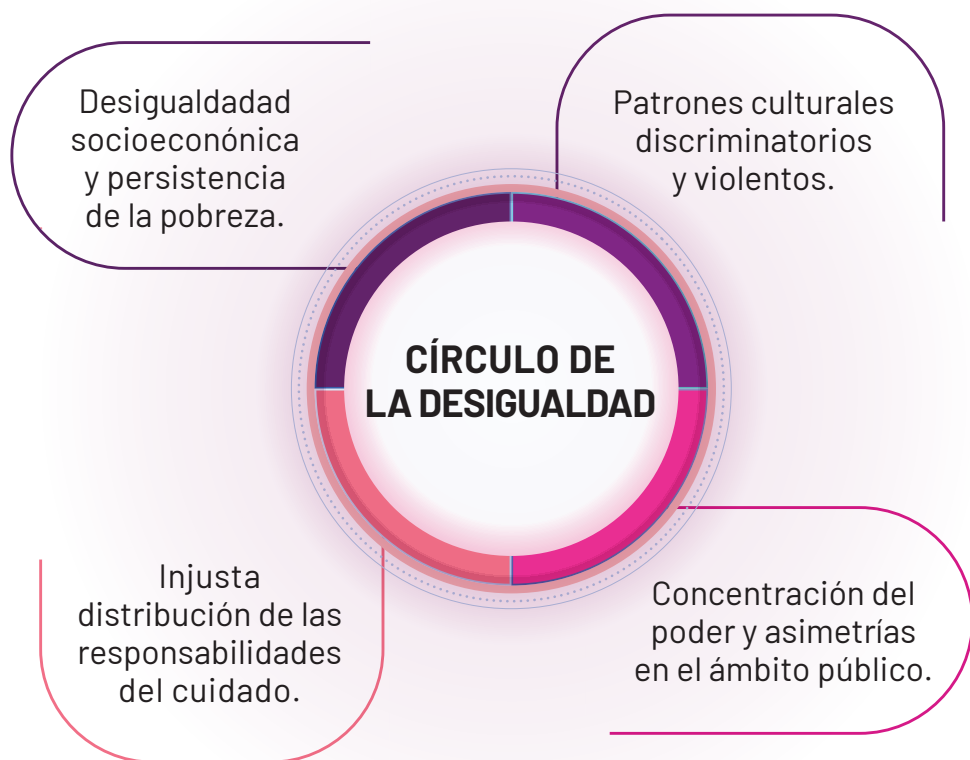 Desigualdadad
socioeconónica
y persistencia
de la pobreza.
Patrones culturales
discriminatorios
y violentos.
CÍRCULO DE
LA DESIGUALDAD
Injusta
distribución de las
responsabilidades
del cuidado.
Concentración del
poder y asimetrías
en el ámbito público.